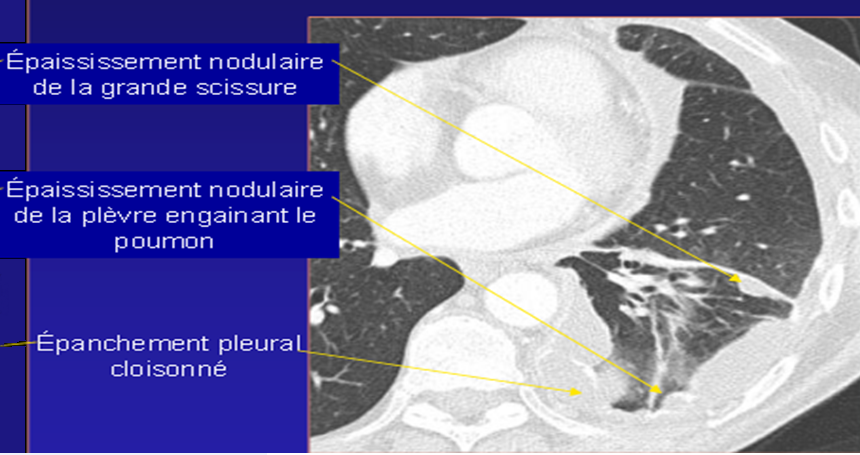 Épaississement nodulaire
de la grande scissure
Épaississement nodulaire
de la plèvre engainant le
poumon
Épanchement pleural
cloisonné